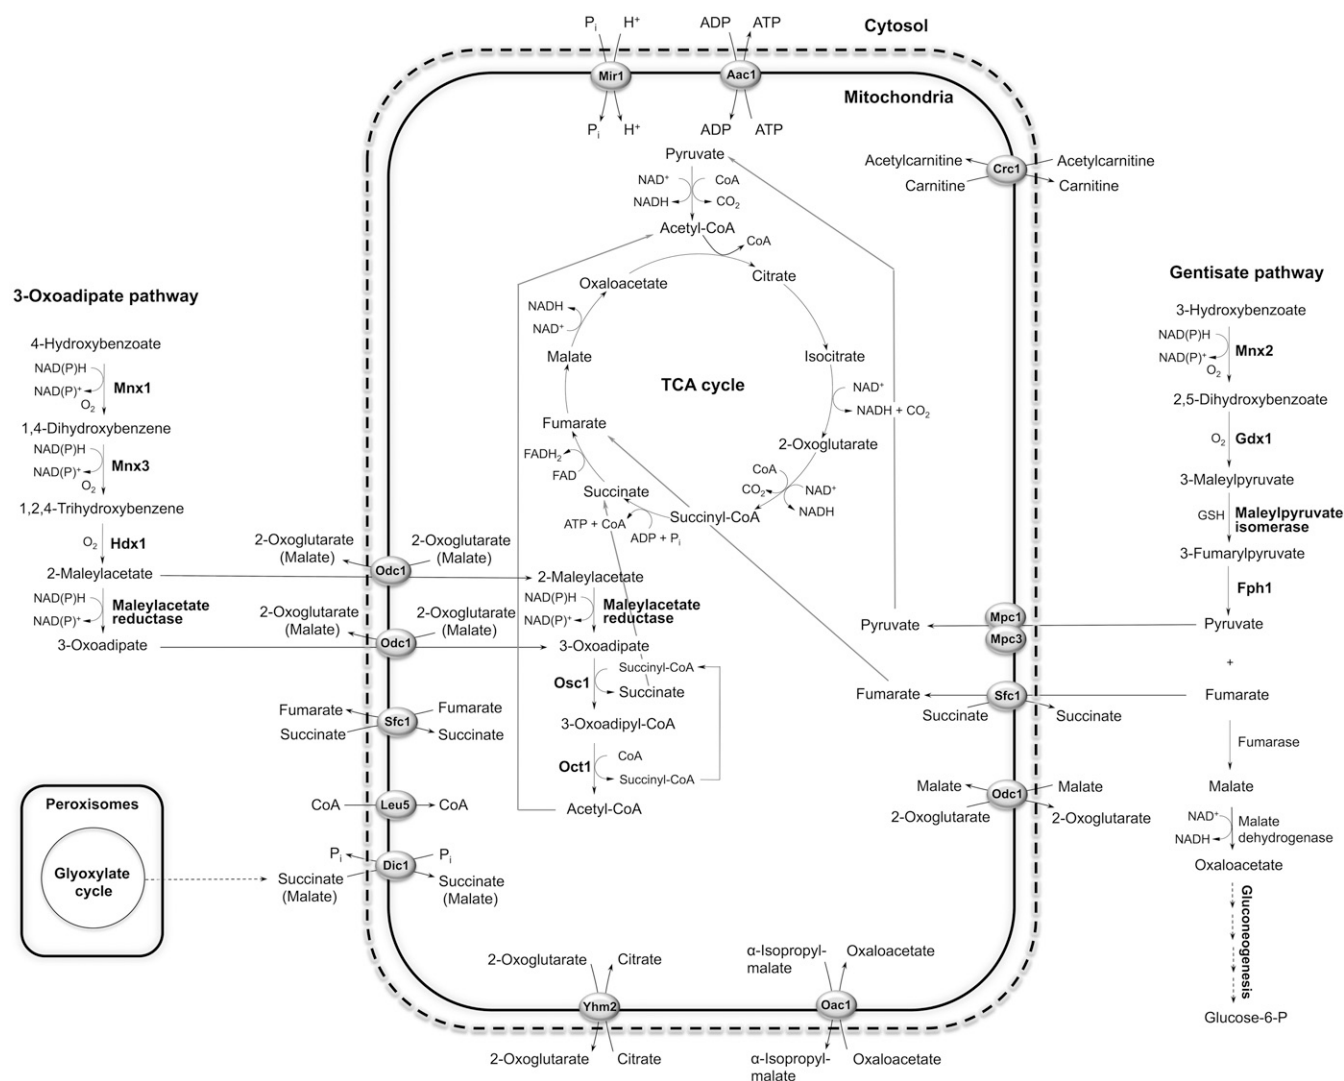 Cytosol
Mitochondria
Pi H+
Mir1
Pi H+
ADP ATP
Aac1
ADP ATP
Acetylcarnitine Crc1 Acetylcarnitine
Carnitine Carnitine
Pyruvate
NAD+ CoA
NADH CO2
Acetyl-CoA
CoA
Oxaloacetate
Citrate
NADH
NAD+
Malate
Isocitrate
TCA cycle
NAD+
NADH + CO2
Fumarate
2-Oxoglutarate
FADH2
FAD
CoA
CO2
NAD+
NADH
Succinate
Succinyl-CoA
ATP + CoA
ADP + Pi
3-Oxoadipate pathway
4-Hydroxybenzoate
NAD(P)H
NAD(P)+
Mnx1
O2
1,4-Dihydroxybenzene
NAD(P)H
Mnx3
NAD(P)+
O2
1,2,4-Trihydroxybenzene
O2 Hdx1
2-Maleylacetate
NAD(P)H
NAD(P)+
Maleylacetate
reductase
3-Oxoadipate
2-Oxoglutarate
(Malate)
2-Oxoglutarate
(Malate)
Odc1
2-Oxoglutarate
(Malate)
2-Oxoglutarate
(Malate)
Odc1
2-Maleylacetate
NAD(P)H
NAD(P)+
Maleylacetate
reductase
3-Oxoadipate
Osc1
Succinyl-CoA
Succinate
3-Oxoadipyl-CoA
Oct1
CoA
Succinyl-CoA
Acetyl-CoA
Fumarate Sfc1 Fumarate
Succinate Succinate
CoA Leu5 CoA
Pi Dic1 Pi
Succinate
(Malate)
Succinate
(Malate)
Peroxisomes
Glyoxylate
cycle
2-Oxoglutarate Citrate
Yhm2
2-Oxoglutarate Citrate
α-Isopropyl-
malate
Oxaloacetate
Oac1
α-Isopropyl-
malate
Oxaloacetate
Gentisate pathway
3-Hydroxybenzoate
NAD(P)H
Mnx2
NAD(P)+
O2
2,5-Dihydroxybenzoate
O2 Gdx1
3-Maleylpyruvate
GSH
Maleylpyruvate
isomerase
3-Fumarylpyruvate
Fph1
Pyruvate Mpc1 Pyruvate
Mpc3
+
Fumarate Sfc1 Fumarate
Succinate Succinate
Fumarase
Malate Odc1 Malate
2-Oxoglutarate 2-Oxoglutarate
Malate
NAD+
NADH
Malate
dehydrogenase
Oxaloacetate
Gluconeogenesis
Glucose-6-P